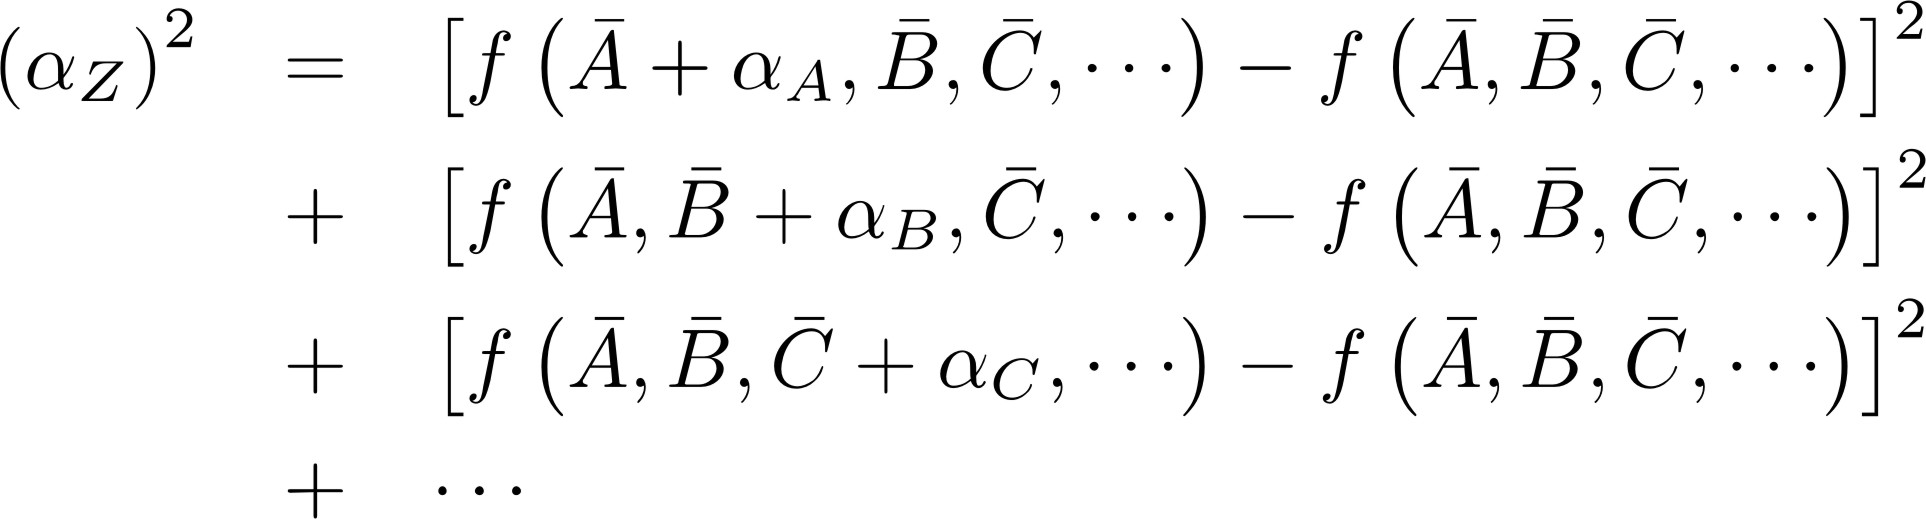 (α_Z)² = [f (Ā + α_A, B̄, C̄, ⋯) − f (Ā, B̄, C̄, ⋯)]²
+ [f (Ā, B̄ + α_B, C̄, ⋯) − f (Ā, B̄, C̄, ⋯)]²
+ [f (Ā, B̄, C̄ + α_C, ⋯) − f (Ā, B̄, C̄, ⋯)]²
+ ⋯